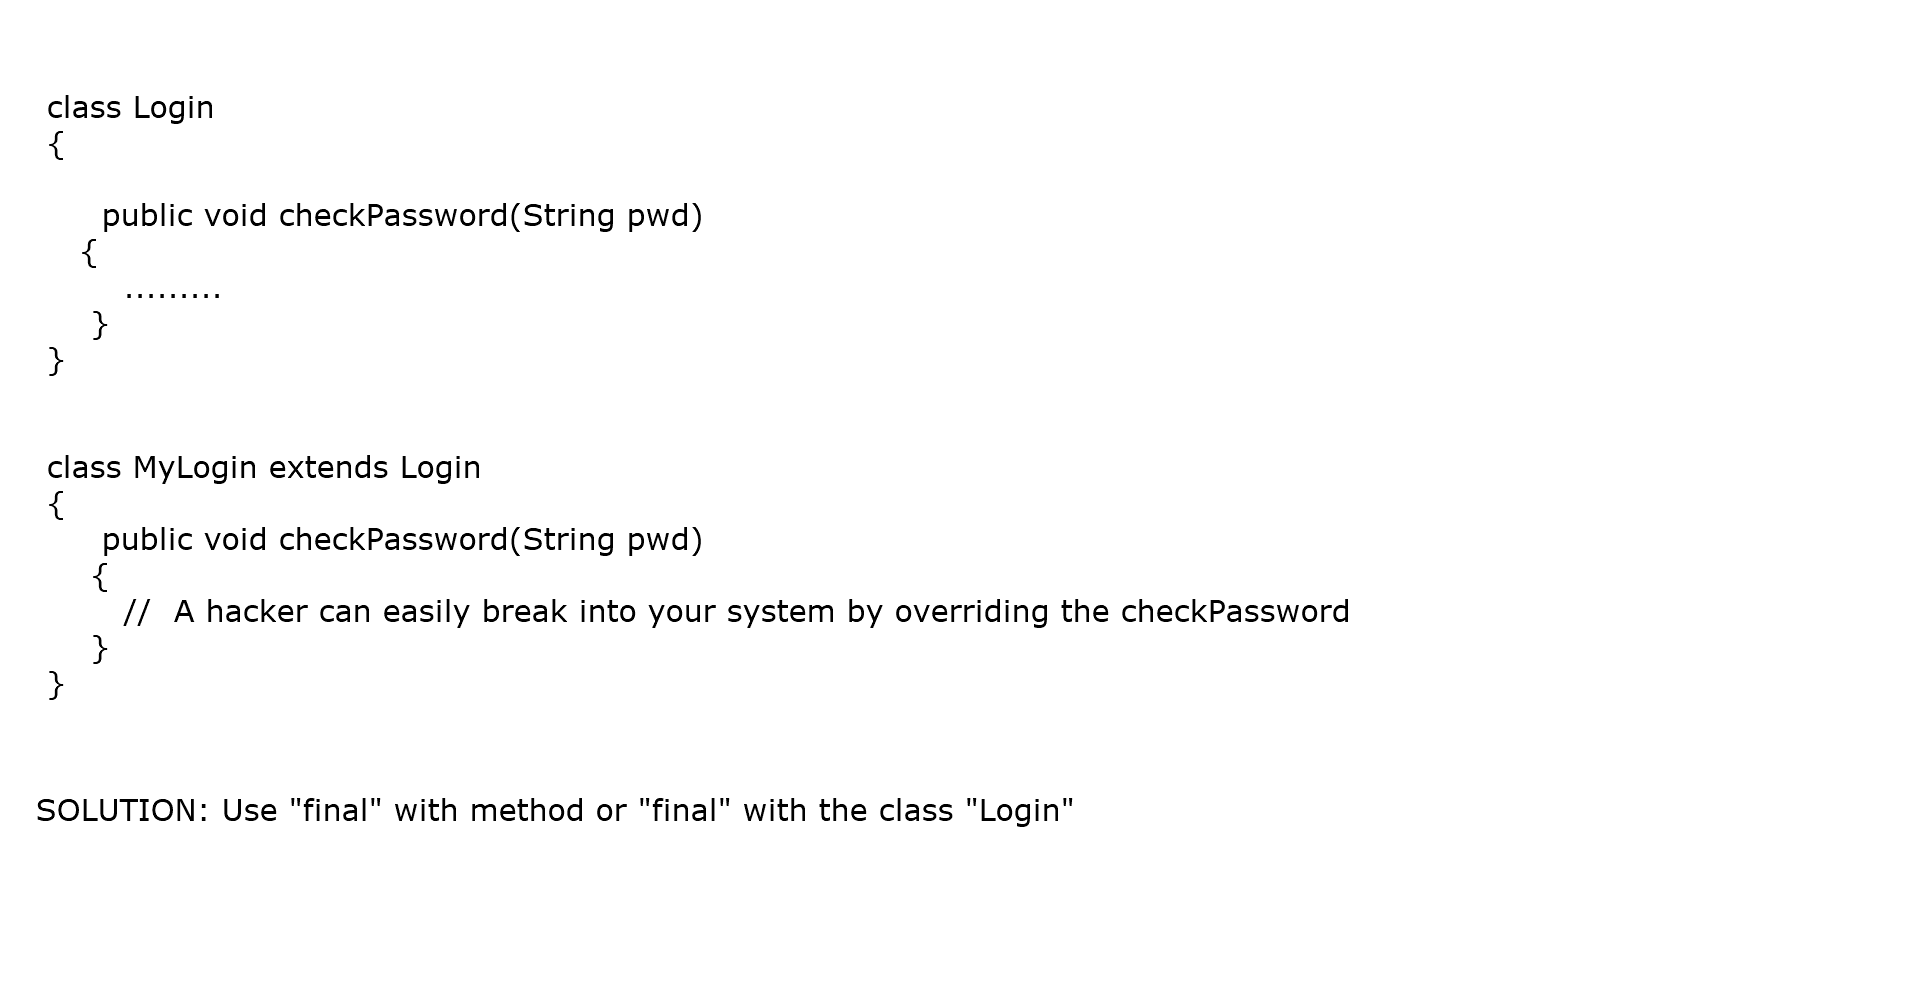 class Login
{
public void checkPassword(String pwd)
{
.........
}
}
class MyLogin extends Login
{
public void checkPassword(String pwd)
{
//  A hacker can easily break into your system by overriding the checkPassword
}
}
SOLUTION: Use "final" with method or "final" with the class "Login"